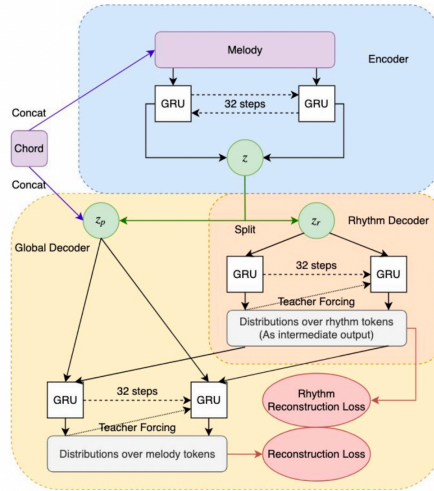 Melody
Encoder
GRU
32 steps
GRU
Concat
Chord
Concat
z
z_p
Split
z_r
Global Decoder
Rhythm Decoder
GRU
32 steps
GRU
Teacher Forcing
Distributions over rhythm tokens
(As intermediate output)
GRU
32 steps
GRU
Teacher Forcing
Rhythm
Reconstruction Loss
Distributions over melody tokens
Reconstruction Loss